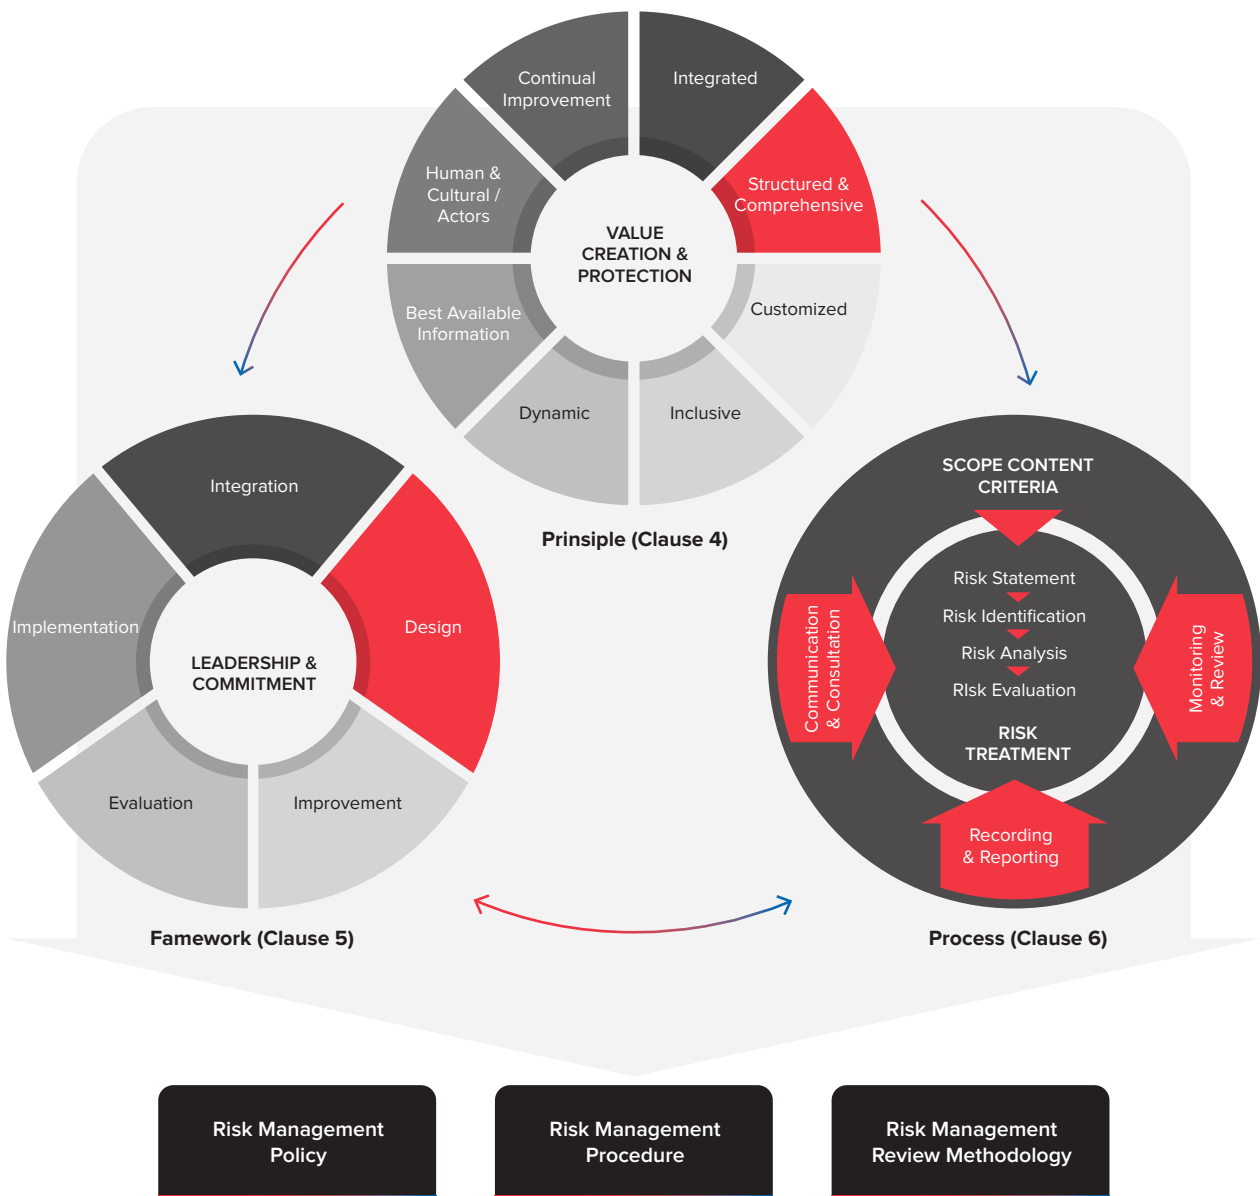 Continual
Improvement
Integrated
Human &
Cultural /
Actors
Structured &
Comprehensive
VALUE
CREATION &
PROTECTION
Best Available
Information
Customized
Dynamic
Inclusive
Prinsiple (Clause 4)
Integration
Implementation
Design
LEADERSHIP &
COMMITMENT
Evaluation
Improvement
Famework (Clause 5)
SCOPE CONTENT
CRITERIA
Risk Statement
Risk Identification
Risk Analysis
RIsk Evaluation
RISK
TREATMENT
Communication
& Consultation
Monitoring
& Review
Recording
& Reporting
Process (Clause 6)
Risk Management
Policy
Risk Management
Procedure
Risk Management
Review Methodology